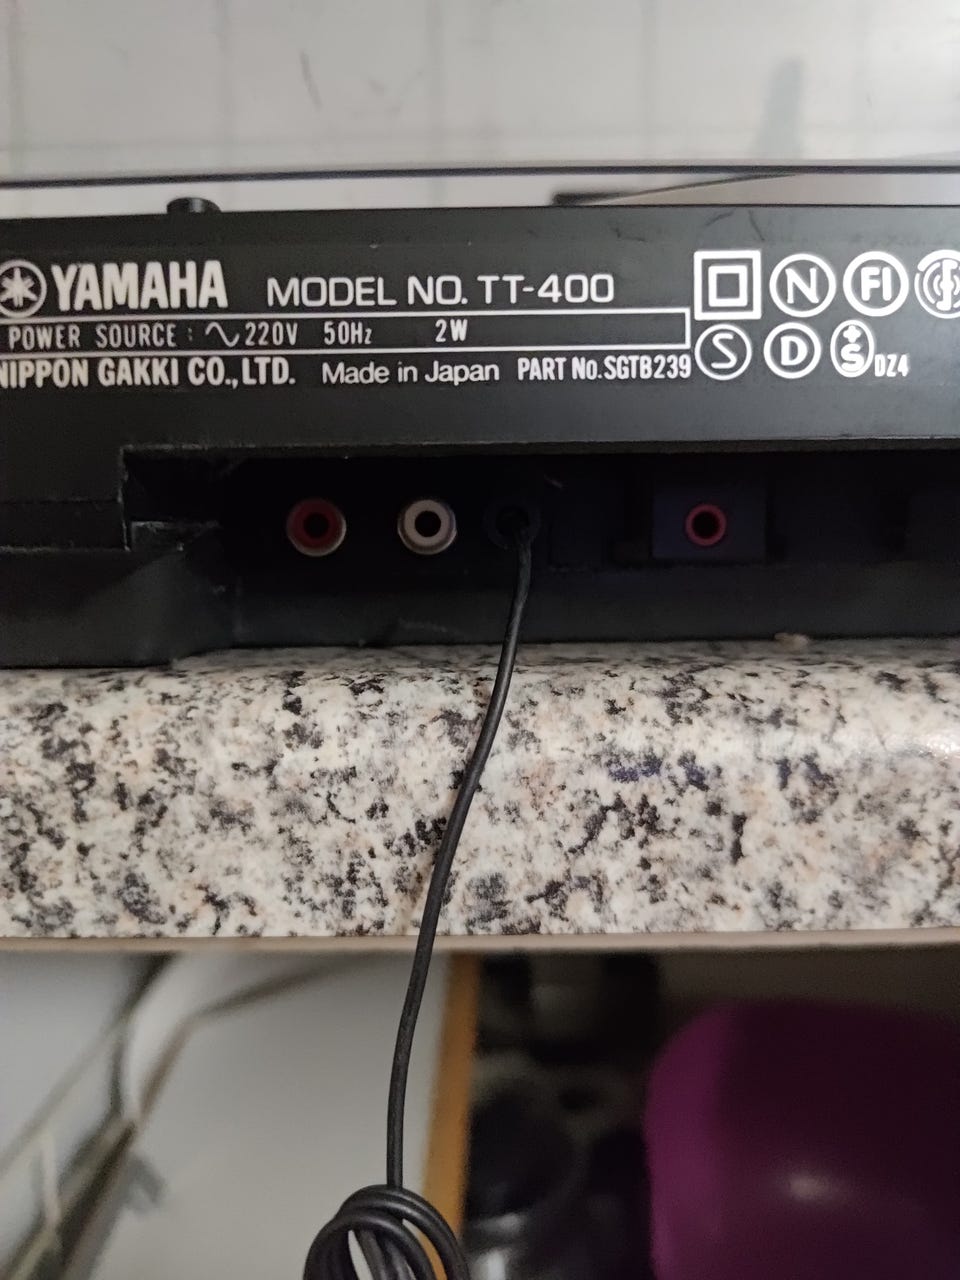 YAMAHA MODEL NO. TT-400
POWER SOURCE : ∿ 220V 50Hz 2W
NIPPON GAKKI CO., LTD. Made in Japan PART No. SGTB239
N FI
S D S DZ4